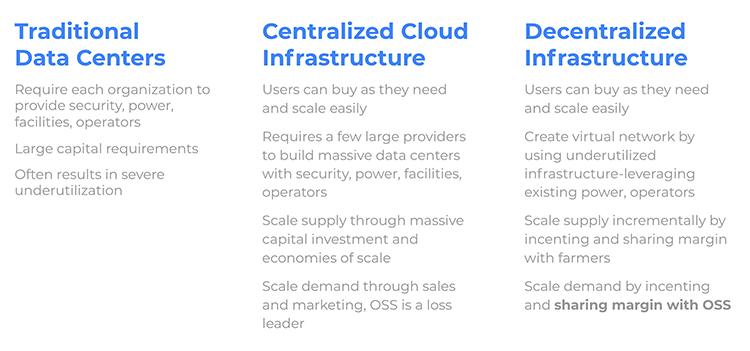 Traditional
Data Centers
Require each organization to
provide security, power,
facilities, operators
Large capital requirements
Often results in severe
underutilization
Centralized Cloud
Infrastructure
Users can buy as they need
and scale easily
Requires a few large providers
to build massive data centers
with security, power, facilities,
operators
Scale supply through massive
capital investment and
economies of scale
Scale demand through sales
and marketing, OSS is a loss
leader
Decentralized
Infrastructure
Users can buy as they need
and scale easily
Create virtual network by
using underutilized
infrastructure-leveraging
existing power, operators
Scale supply incrementally by
incenting and sharing margin
with farmers
Scale demand by incenting
and sharing margin with OSS